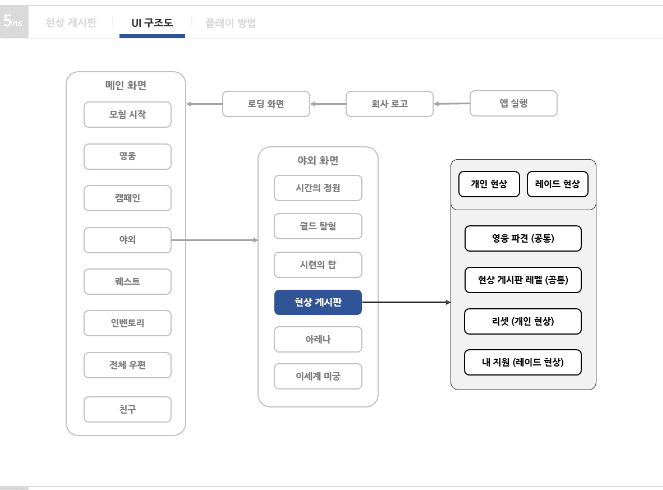 5/16 현상 게시판 UI 구조도 플레이 방법
메인 화면
모험 시작
영웅
캠페인
야외
퀘스트
인벤토리
전체 우편
친구
로딩 화면
회사 로고
앱 실행
야외 화면
시간의 정원
월드 탐험
시련의 탑
현상 게시판
아레나
이세계 미궁
개인 현상
레이드 현상
영웅 파견 (공통)
현상 게시판 레벨 (공통)
리셋 (개인 현상)
내 지원 (레이드 현상)